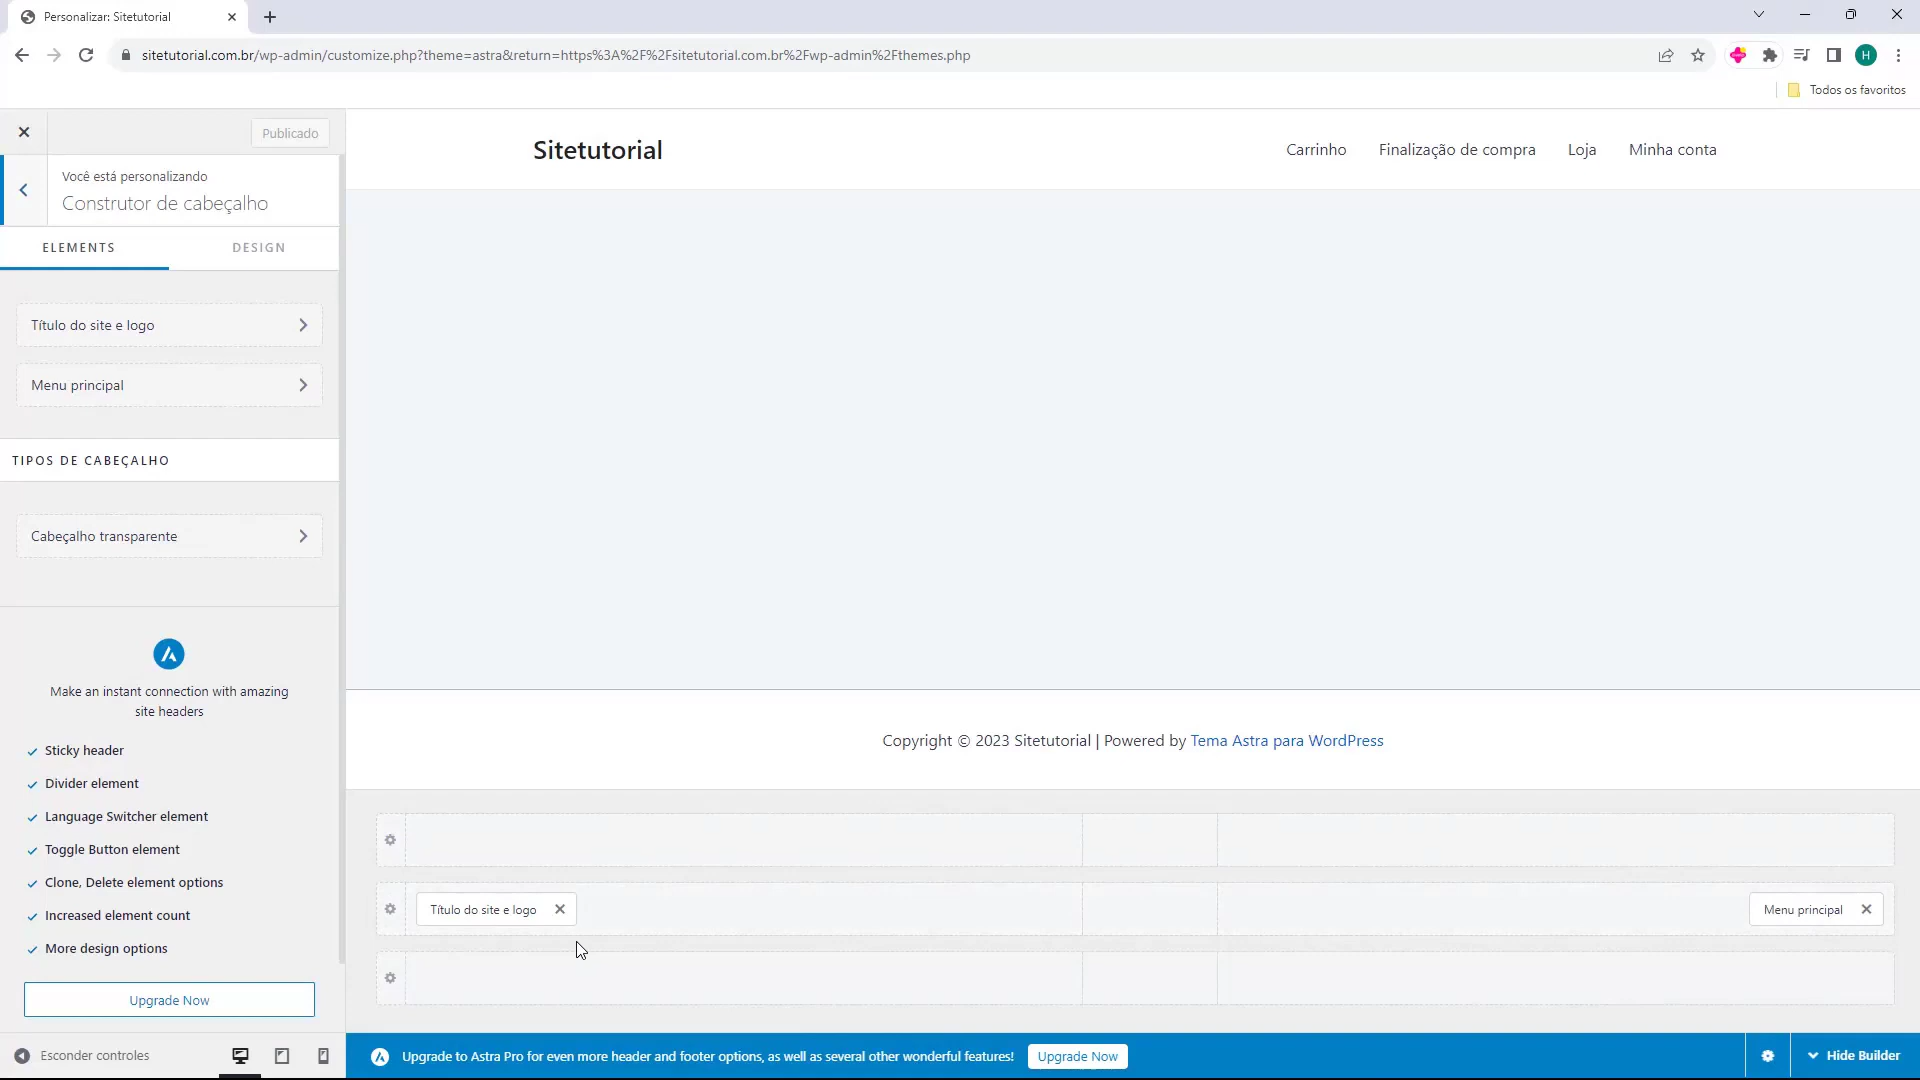 Personalizar: Sitetutorial
sitetutorial.com.br/wp-admin/customize.php?theme=astra&return=https%3A%2F%2Fsitetutorial.com.br%2Fwp-admin%2Fthemes.php
H
Todos os favoritos
Publicado
Você está personalizando
Construtor de cabeçalho
ELEMENTS
DESIGN
Título do site e logo
Menu principal
TIPOS DE CABEÇALHO
Cabeçalho transparente
Make an instant connection with amazing
site headers
Sticky header
Divider element
Language Switcher element
Toggle Button element
Clone, Delete element options
Increased element count
More design options
Upgrade Now
Esconder controles
Sitetutorial
Carrinho
Finalização de compra
Loja
Minha conta
Copyright © 2023 Sitetutorial | Powered by Tema Astra para WordPress
Título do site e logo
Menu principal
Upgrade to Astra Pro for even more header and footer options, as well as several other wonderful features!
Upgrade Now
Hide Builder